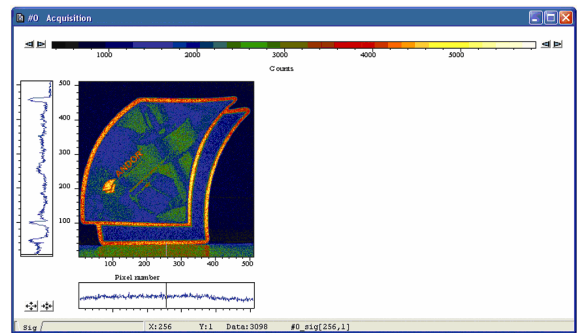 #0 Acquisition
1000 2000 3000 4000 5000
Counts
500
400
300
200
100
ANDOR
100 200 300 400 500
Pixel number
Sig X:256 Y:1 Data:3098 #0_sig[256,1]